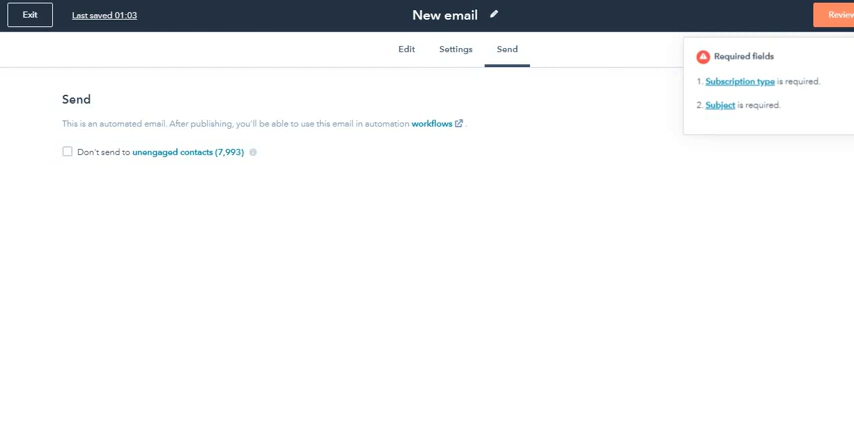 Exit
Last saved 01:03
New email
Review
Edit
Settings
Send
Required fields
1. Subscription type is required.
2. Subject is required.
Send
This is an automated email. After publishing, you'll be able to use this email in automation workflows .
Don't send to unengaged contacts (7,993)